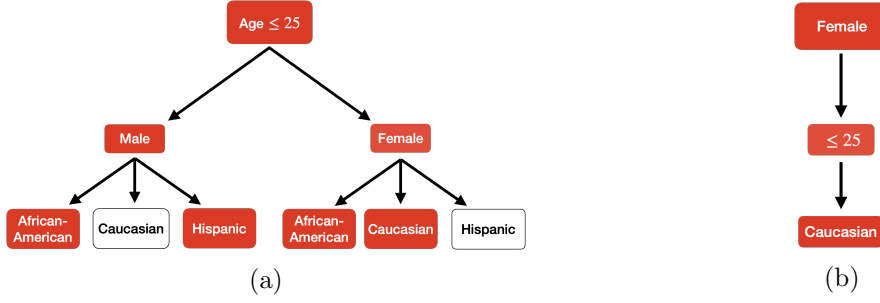 Age ≤ 25
Female
Male
Female
≤ 25
African-
American
Caucasian
Hispanic
African-
American
Caucasian
Hispanic
Caucasian
(a)
(b)